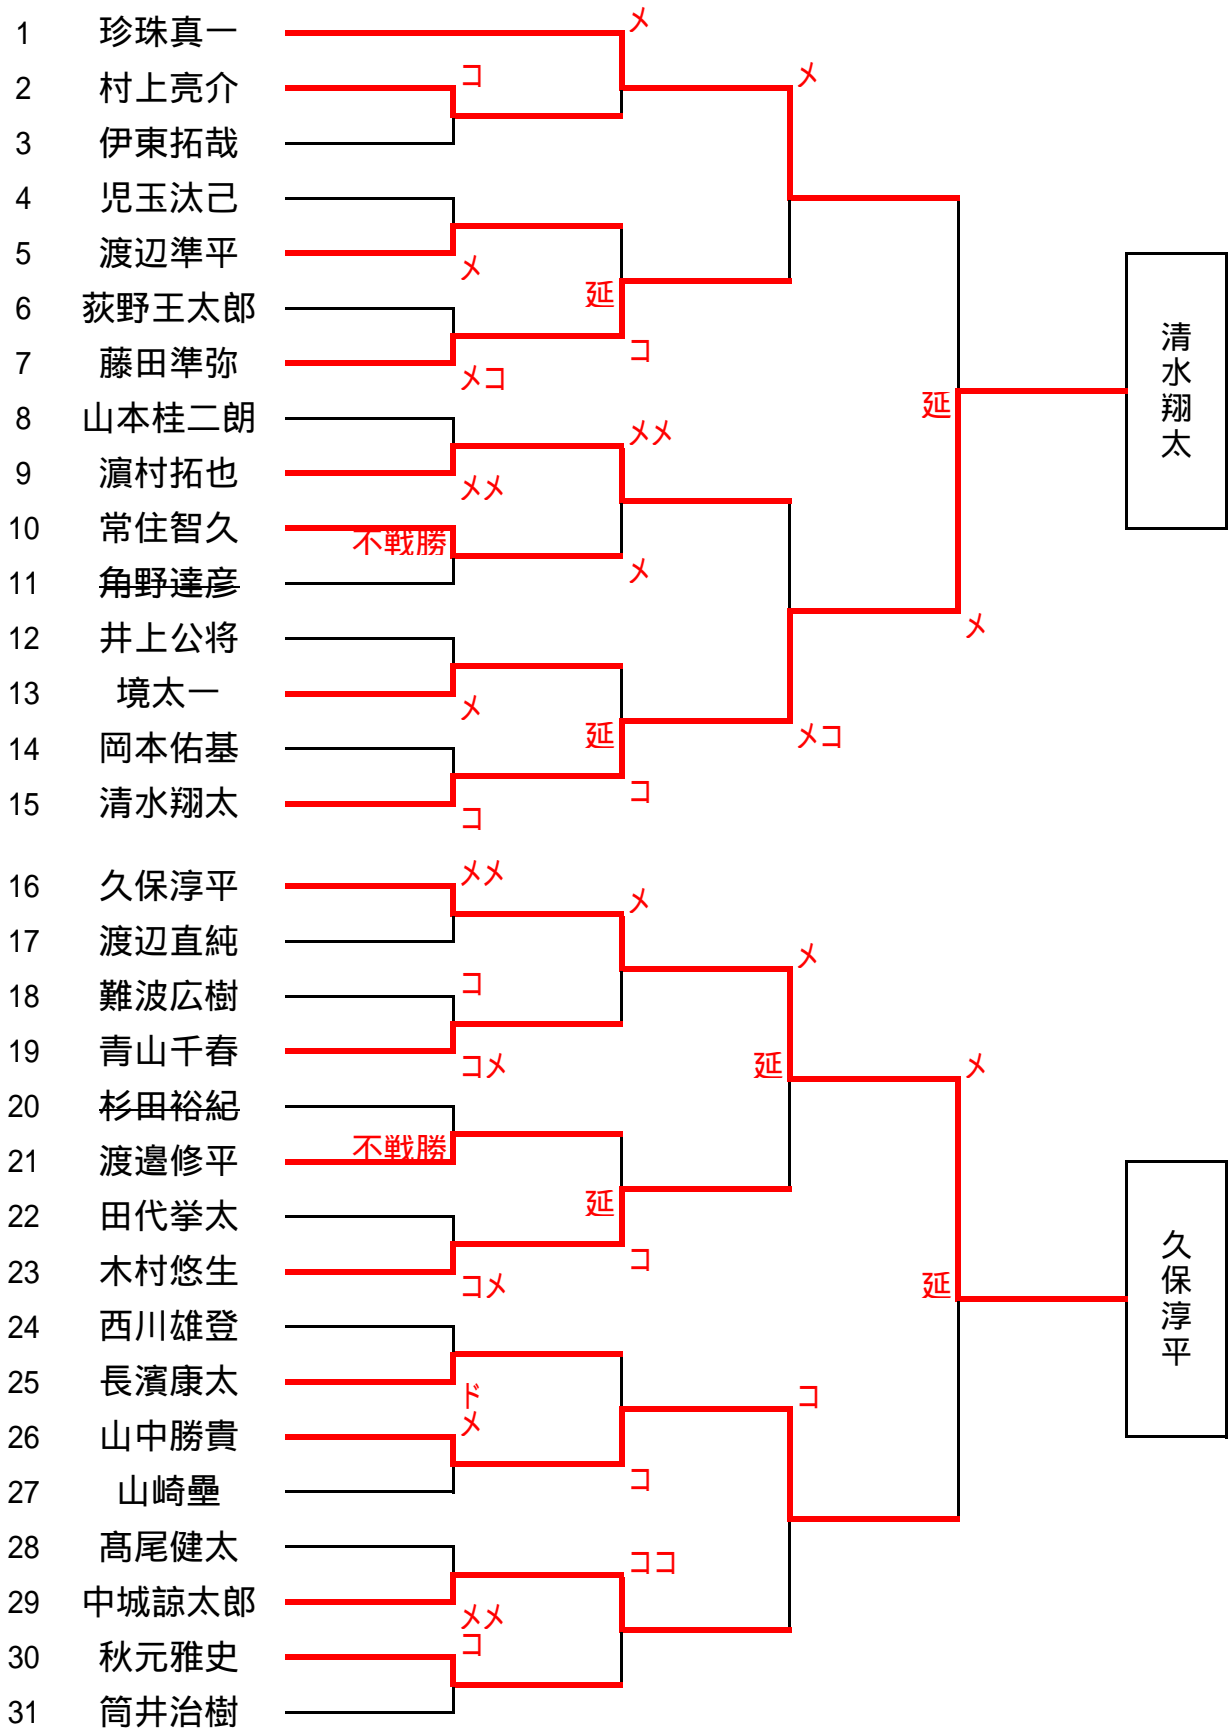 1 珍珠真一
2 村上亮介
3 伊東拓哉
4 児玉汰己
5 渡辺準平
6 荻野王太郎
7 藤田準弥
8 山本桂二朗
9 濵村拓也
10 常住智久
11 角野達彦
12 井上公将
13 境太一
14 岡本佑基
15 清水翔太
16 久保淳平
17 渡辺直純
18 難波広樹
19 青山千春
20 杉田裕紀
21 渡邉修平
22 田代挙太
23 木村悠生
24 西川雄登
25 長濱康太
26 山中勝貴
27 山崎壘
28 髙尾健太
29 中城諒太郎
30 秋元雅史
31 筒井治樹
コ
メ
メコ
メメ
不戦勝
メ
コ
メメ
コ
コメ
不戦勝
コメ
ド
メ
メメ
コ
メ
延
コ
メメ
メ
延
コ
メ
延
コ
コ
ココ
メ
メコ
メ
延
コ
延
メ
メ
延
清水翔太
久保淳平